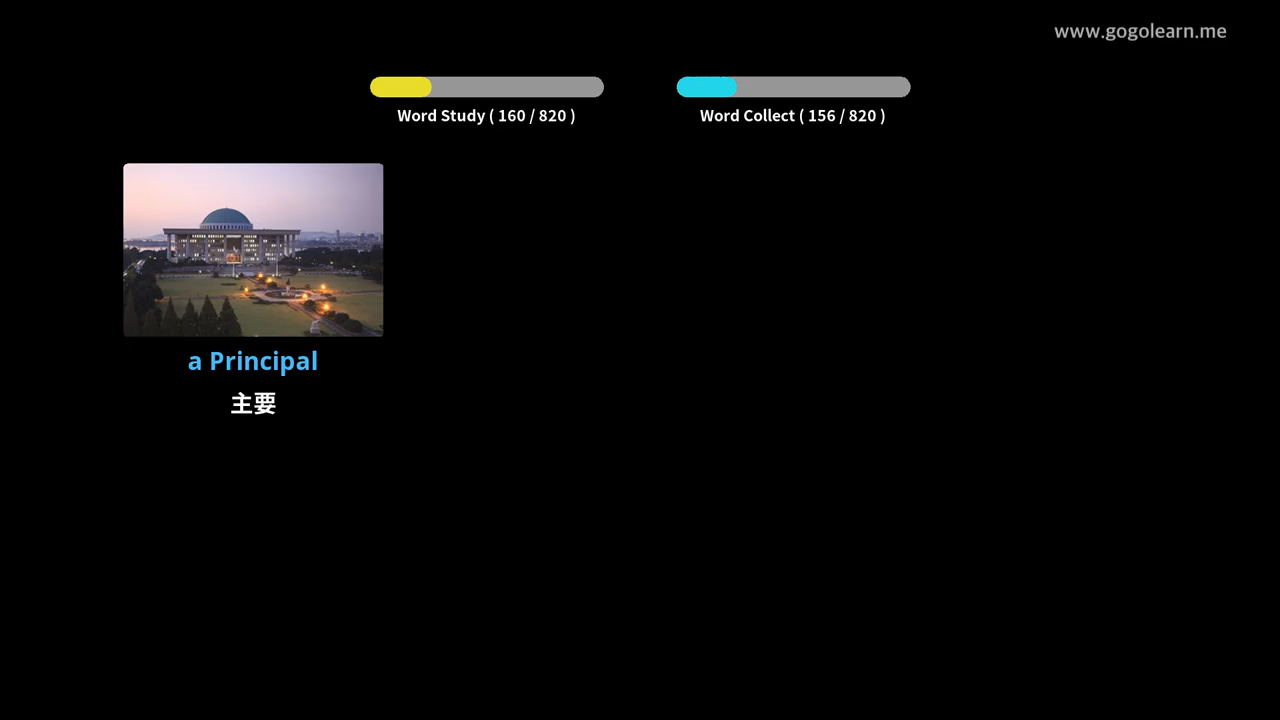 www.gogolearn.me
Word Study ( 160 / 820 )
Word Collect ( 156 / 820 )
a Principal
主要